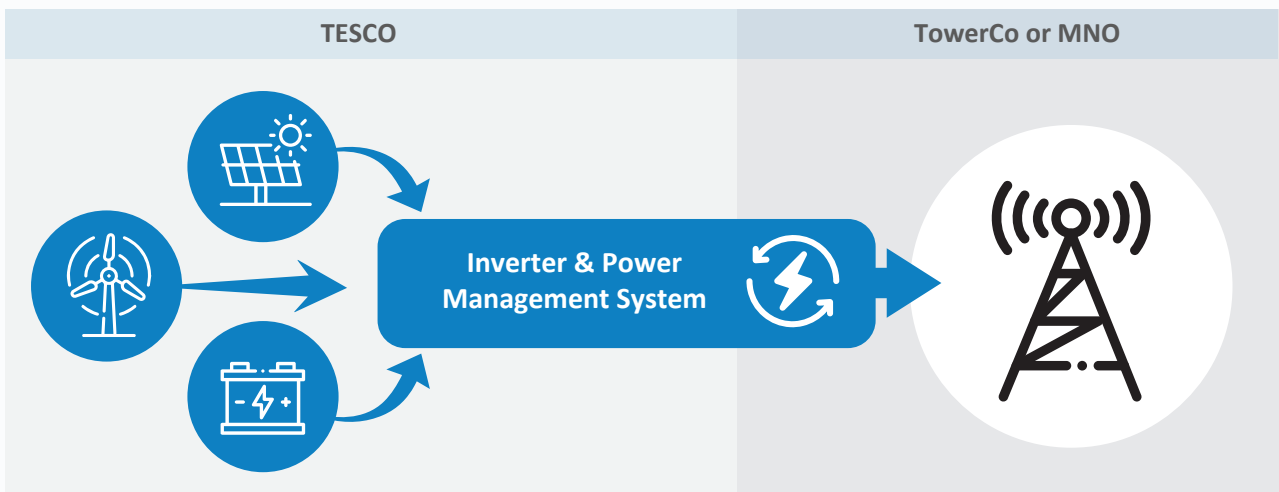 TESCO
TowerCo or MNO
Inverter & Power
Management System